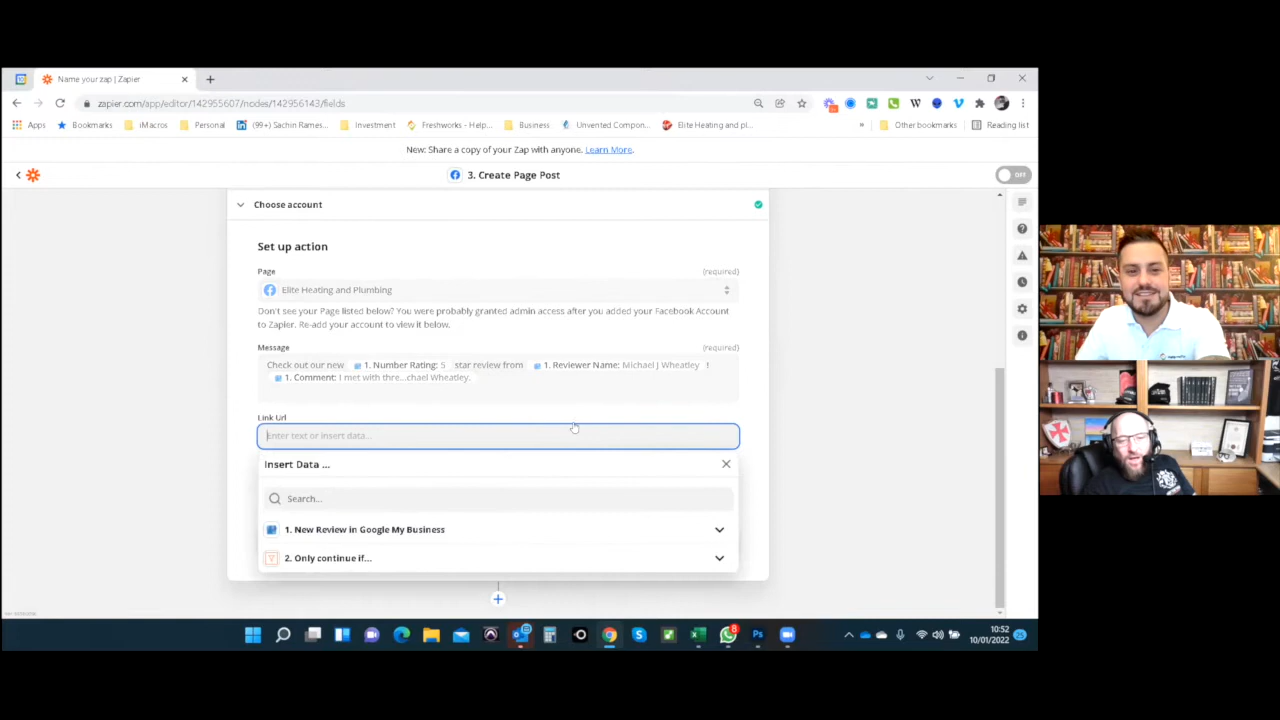 Name your zap | Zapier
zapier.com/app/editor/142955607/nodes/142956143/fields
Apps
Bookmarks
iMacros
Personal
(99+) Sachin Rames...
Investment
Freshworks - Help...
Business
Unvented Compon...
Elite Heating and pl...
»
Other bookmarks
Reading list
New: Share a copy of your Zap with anyone. Learn More.
3. Create Page Post
OFF
Choose account
Set up action
Page
(required)
Elite Heating and Plumbing
Don't see your Page listed below? You were probably granted admin access after you added your Facebook Account
to Zapier. Re-add your account to view it below.
Message
(required)
Check out our new 1. Number Rating: 5 star review from 1. Reviewer Name: Michael J Wheatley !
1. Comment: I met with thre...chael Wheatley.
Link Url
Enter text or insert data...
Insert Data ...
Search...
1. New Review in Google My Business
2. Only continue if...
8
10:52
10/01/2022
25